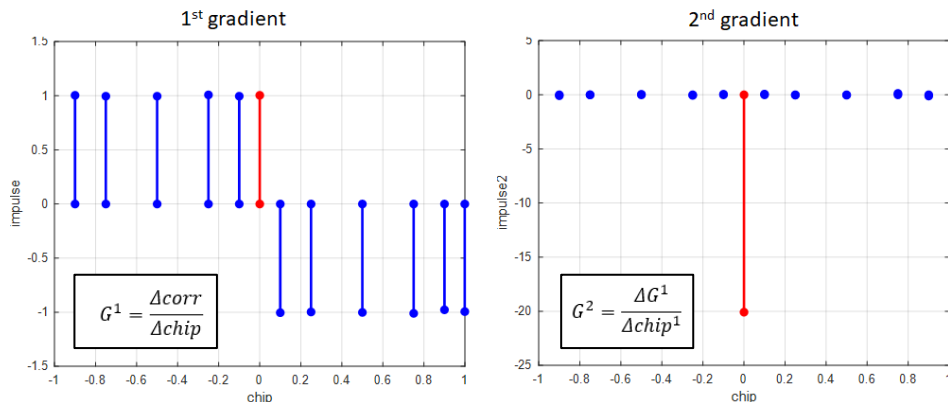 1st gradient
1.5
1
0.5
0
-0.5
-1
-1.5
-1 -0.8 -0.6 -0.4 -0.2 0 0.2 0.4 0.6 0.8 1
impulse
chip
G¹ = Δcorr / Δchip
2nd gradient
5
0
-5
-10
-15
-20
-25
-1 -0.8 -0.6 -0.4 -0.2 0 0.2 0.4 0.6 0.8 1
impulse2
chip
G² = ΔG¹ / Δchip¹